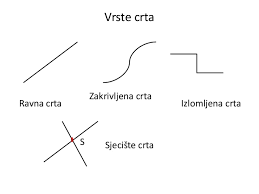 Vrste crta
Ravna crta
Zakrivljena crta
Izlomljena crta
S
Sjecište crta